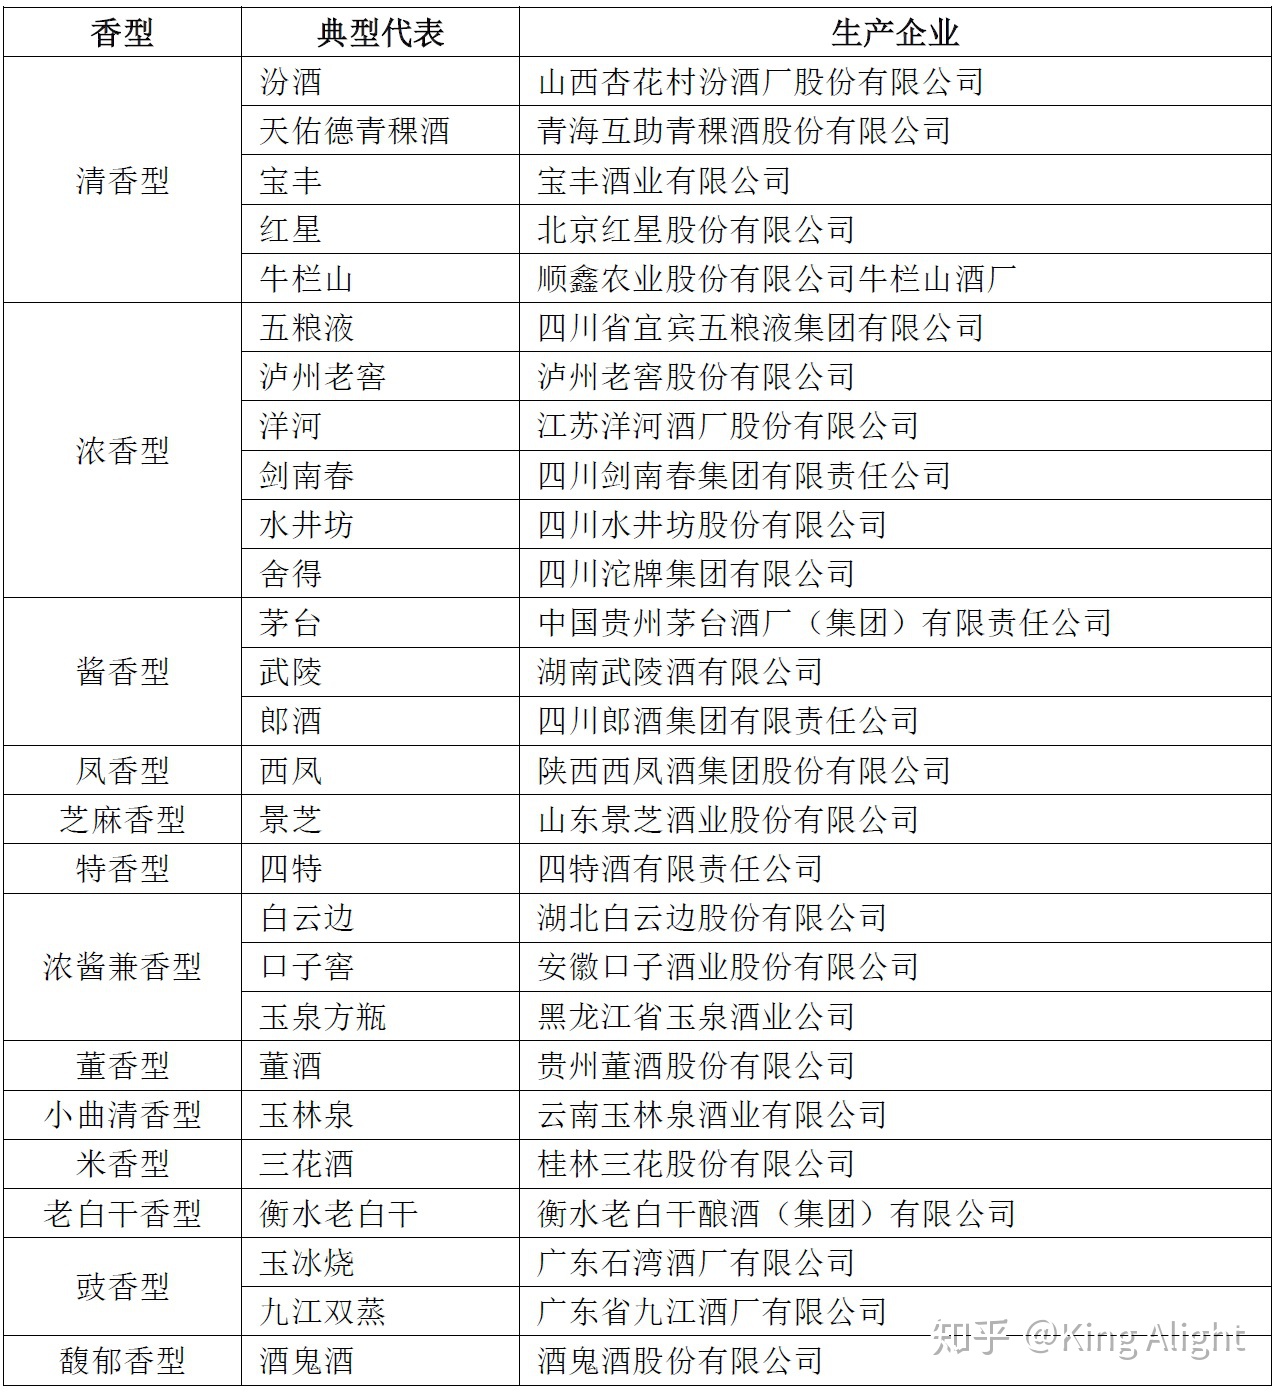 香型 典型代表 生产企业
汾酒 山西杏花村汾酒厂股份有限公司
天佑德青稞酒 青海互助青稞酒股份有限公司
清香型 宝丰 宝丰酒业有限公司
红星 北京红星股份有限公司
牛栏山 顺鑫农业股份有限公司牛栏山酒厂
五粮液 四川省宜宾五粮液集团有限公司
泸州老窖 泸州老窖股份有限公司
洋河 江苏洋河酒厂股份有限公司
浓香型
剑南春 四川剑南春集团有限责任公司
水井坊 四川水井坊股份有限公司
舍得 四川沱牌集团有限公司
茅台 中国贵州茅台酒厂（集团）有限责任公司
酱香型 武陵 湖南武陵酒有限公司
郎酒 四川郎酒集团有限责任公司
凤香型 西凤 陕西西凤酒集团股份有限公司
芝麻香型 景芝 山东景芝酒业股份有限公司
特香型 四特 四特酒有限责任公司
白云边 湖北白云边股份有限公司
浓酱兼香型 口子窖 安徽口子酒业股份有限公司
玉泉方瓶 黑龙江省玉泉酒业公司
董香型 董酒 贵州董酒股份有限公司
小曲清香型 玉林泉 云南玉林泉酒业有限公司
米香型 三花酒 桂林三花股份有限公司
老白干香型 衡水老白干 衡水老白干酿酒（集团）有限公司
玉冰烧 广东石湾酒厂有限公司
豉香型
九江双蒸 广东省九江酒厂有限公司
馥郁香型 酒鬼酒 酒鬼酒股份有限公司
知乎 @King Alight